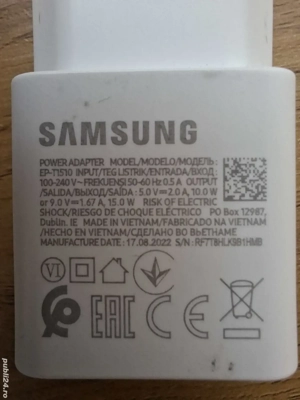 SAMSUNG
POWER ADAPTER MODEL/MODELO/МОДЕЛЬ:
EP-T1510 INPUT/TEG LISTRIK/ENTRADA/ВХОД:
100-240 V~FREKUENSI 50-60 Hz 0.5 A OUTPUT
/SALIDA/ВЫХОД/SAÍDA: 5.0 V⎓2.0 A, 10.0 W
or 9.0 V⎓1.67 A, 15.0 W RISK OF ELECTRIC
SHOCK/RIESGO DE CHOQUE ELÉCTRICO PO Box 12987,
Dublin. IE MADE IN VIETNAM/FABRICADO NA VIETNAM
/HECHO EN VIETNAM/СДЕЛАНО ВО ВЬЕТНАМЕ
MANUFACTURE DATE: 17.08.2022 S/N:
VI
EAC CE
publi24.ro